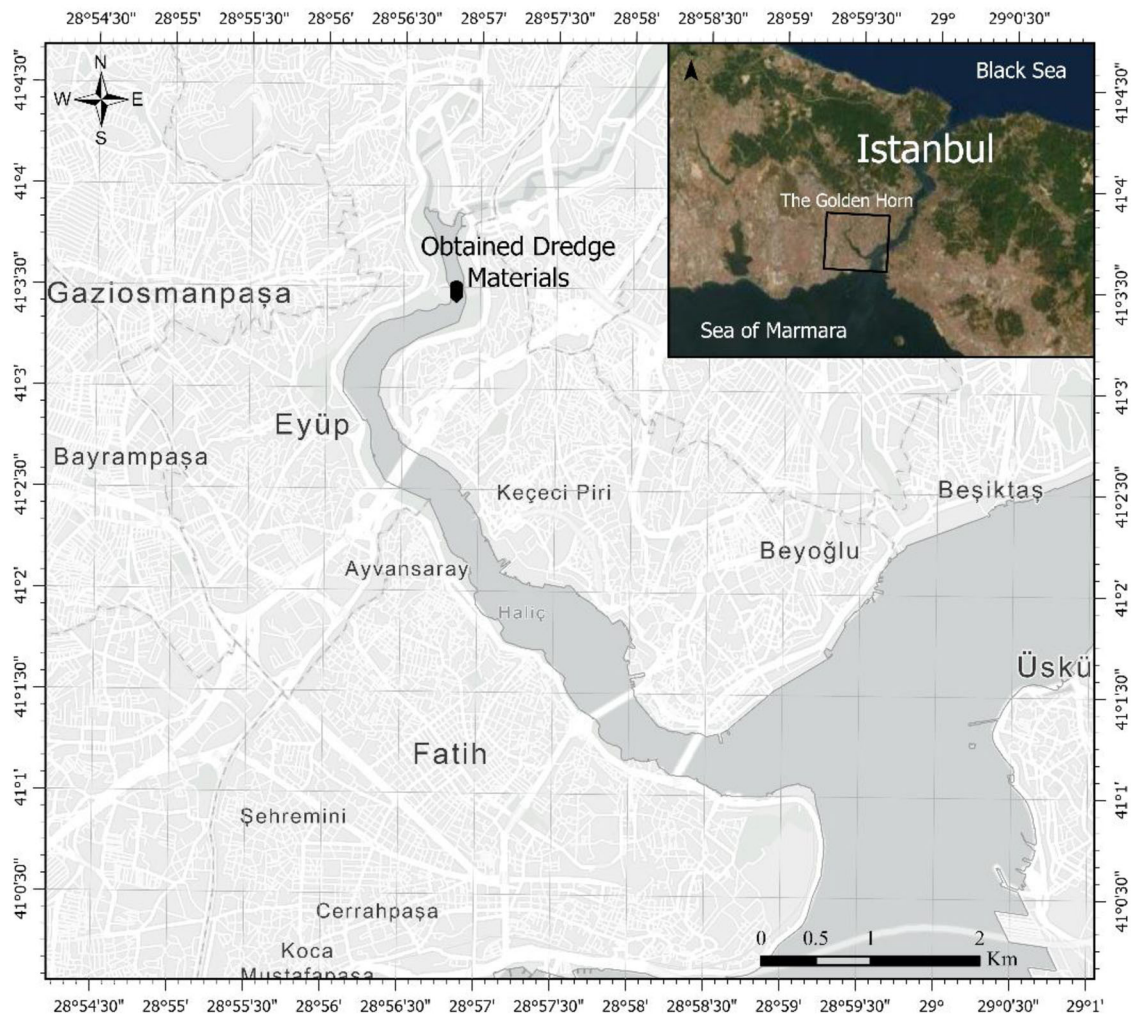 28°54'30" 28°55' 28°55'30" 28°56' 28°56'30" 28°57' 28°57'30" 28°58' 28°58'30" 28°59' 28°59'30" 29° 29°0'30"
41°4'30"
41°4'
41°3'30"
41°3'
41°2'30"
41°2'
41°1'30"
41°1'
41°0'30"
N
W E
S
Black Sea
Istanbul
The Golden Horn
Sea of Marmara
Obtained Dredge
Materials
Gaziosmanpaşa
Eyüp
Bayrampaşa
Keçeci Piri
Beşiktaş
Beyoğlu
Ayvansaray
Haliç
Üskü
Fatih
Şehremini
Cerrahpaşa
Koca
Mustafapaşa
0 0.5 1 2
Km
41°4'30"
41°4'
41°3'30"
41°3'
41°2'30"
41°2'
41°1'30"
41°1'
41°0'30"
28°54'30" 28°55' 28°55'30" 28°56' 28°56'30" 28°57' 28°57'30" 28°58' 28°58'30" 28°59' 28°59'30" 29° 29°0'30" 29°1